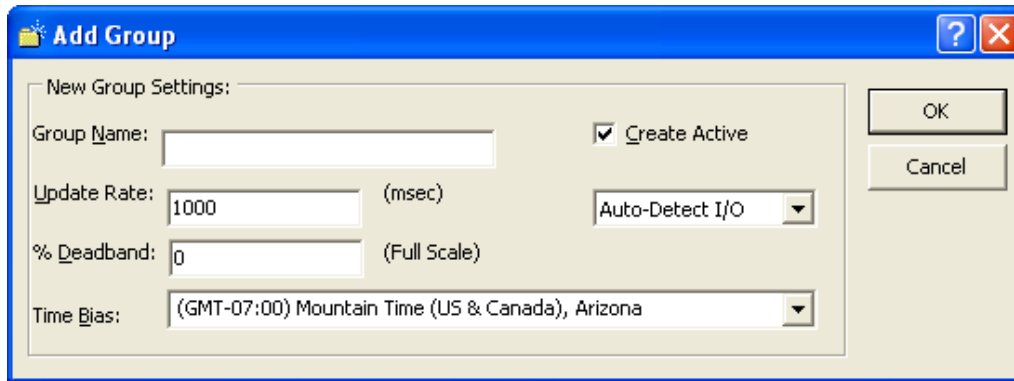 Add Group
New Group Settings:
Group Name:
Create Active
OK
Cancel
Update Rate: 1000 (msec)
Auto-Detect I/O
% Deadband: 0 (Full Scale)
Time Bias: (GMT-07:00) Mountain Time (US & Canada), Arizona